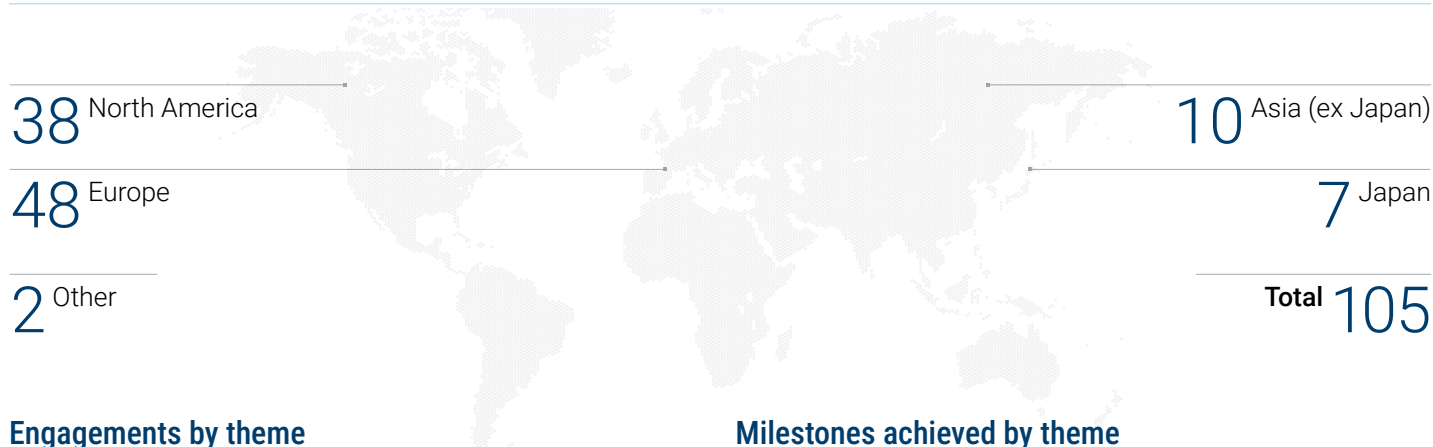 38 North America
48 Europe
2 Other
10 Asia (ex Japan)
7 Japan
Total 105
Engagements by theme
Milestones achieved by theme